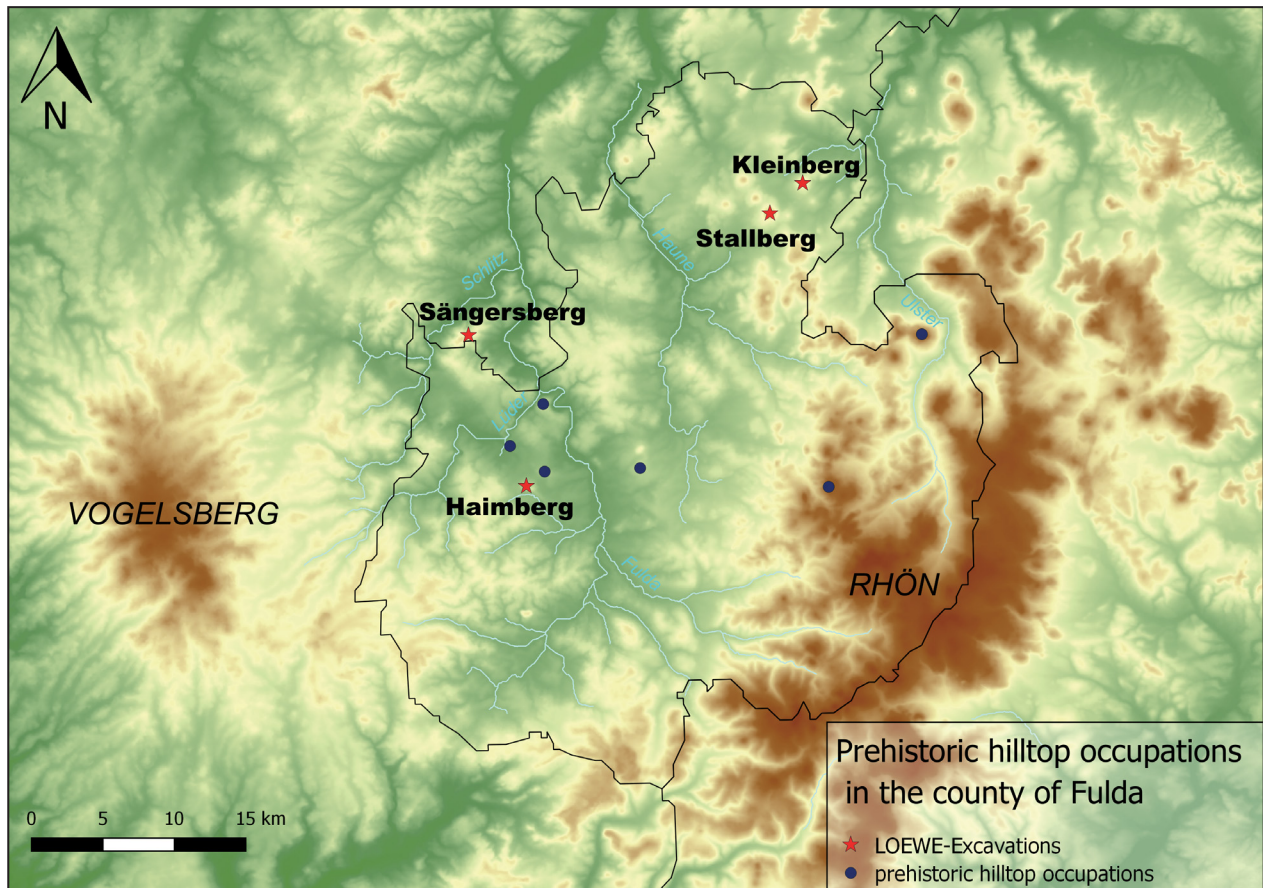 N
Kleinberg
Stallberg
Haune
Schlitz
Sängersberg
Ulster
Lüder
Haimberg
VOGELSBERG
Fulda
RHÖN
Prehistoric hilltop occupations
in the county of Fulda
0 5 10 15 km
LOEWE-Excavations
prehistoric hilltop occupations